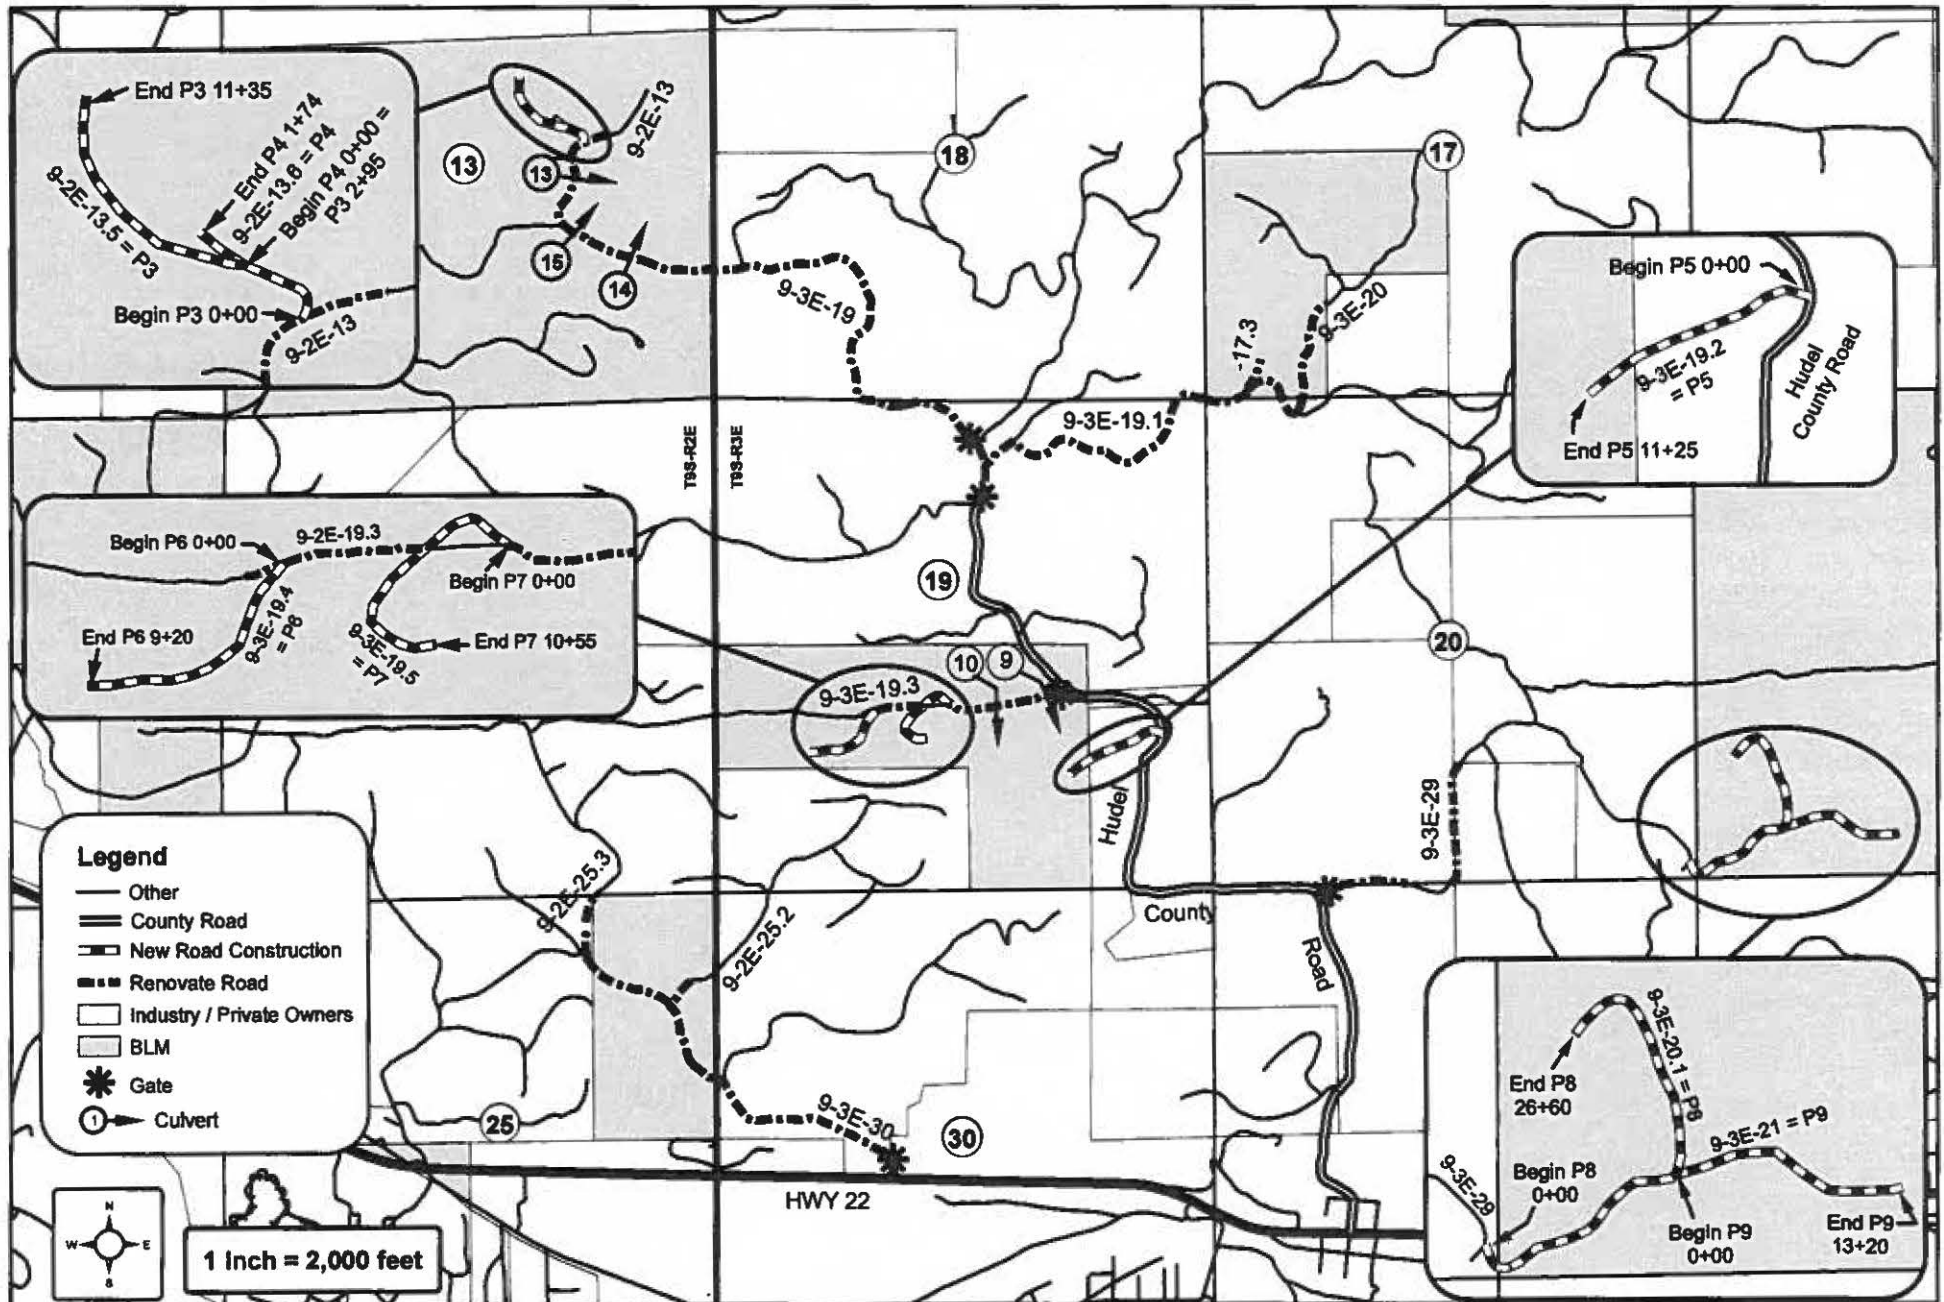 End P3 11+35
End P4 1+74
9-2E-13.6 = P4
Begin P4 0+00 =
P3 2+95
9-2E-13.5 = P3
Begin P3 0+00
9-2E-13
13
9-2E-13
13
15
14
18
17
9-3E-19
-17.3
9-3E-20
9-3E-19.1
T9S-R2E
T9S-R3E
Begin P5 0+00
9-3E-19.2
= P5
Hudel
County Road
End P5 11+25
Begin P6 0+00
9-2E-19.3
Begin P7 0+00
9-3E-19.4
= P6
End P6 9+20
9-3E-19.5
= P7
End P7 10+55
19
20
10
9
9-3E-19.3
Hudel
County
Road
9-3E-29
Legend
Other
County Road
New Road Construction
Renovate Road
Industry / Private Owners
BLM
Gate
1
Culvert
9-2E-25.3
9-2E-25.2
25
9-3E-30
30
HWY 22
9-3E-20.1 = P8
End P8
26+60
9-3E-21 = P9
9-3E-29
Begin P8
0+00
Begin P9
0+00
End P9
13+20
N
W
E
S
1 inch = 2,000 feet